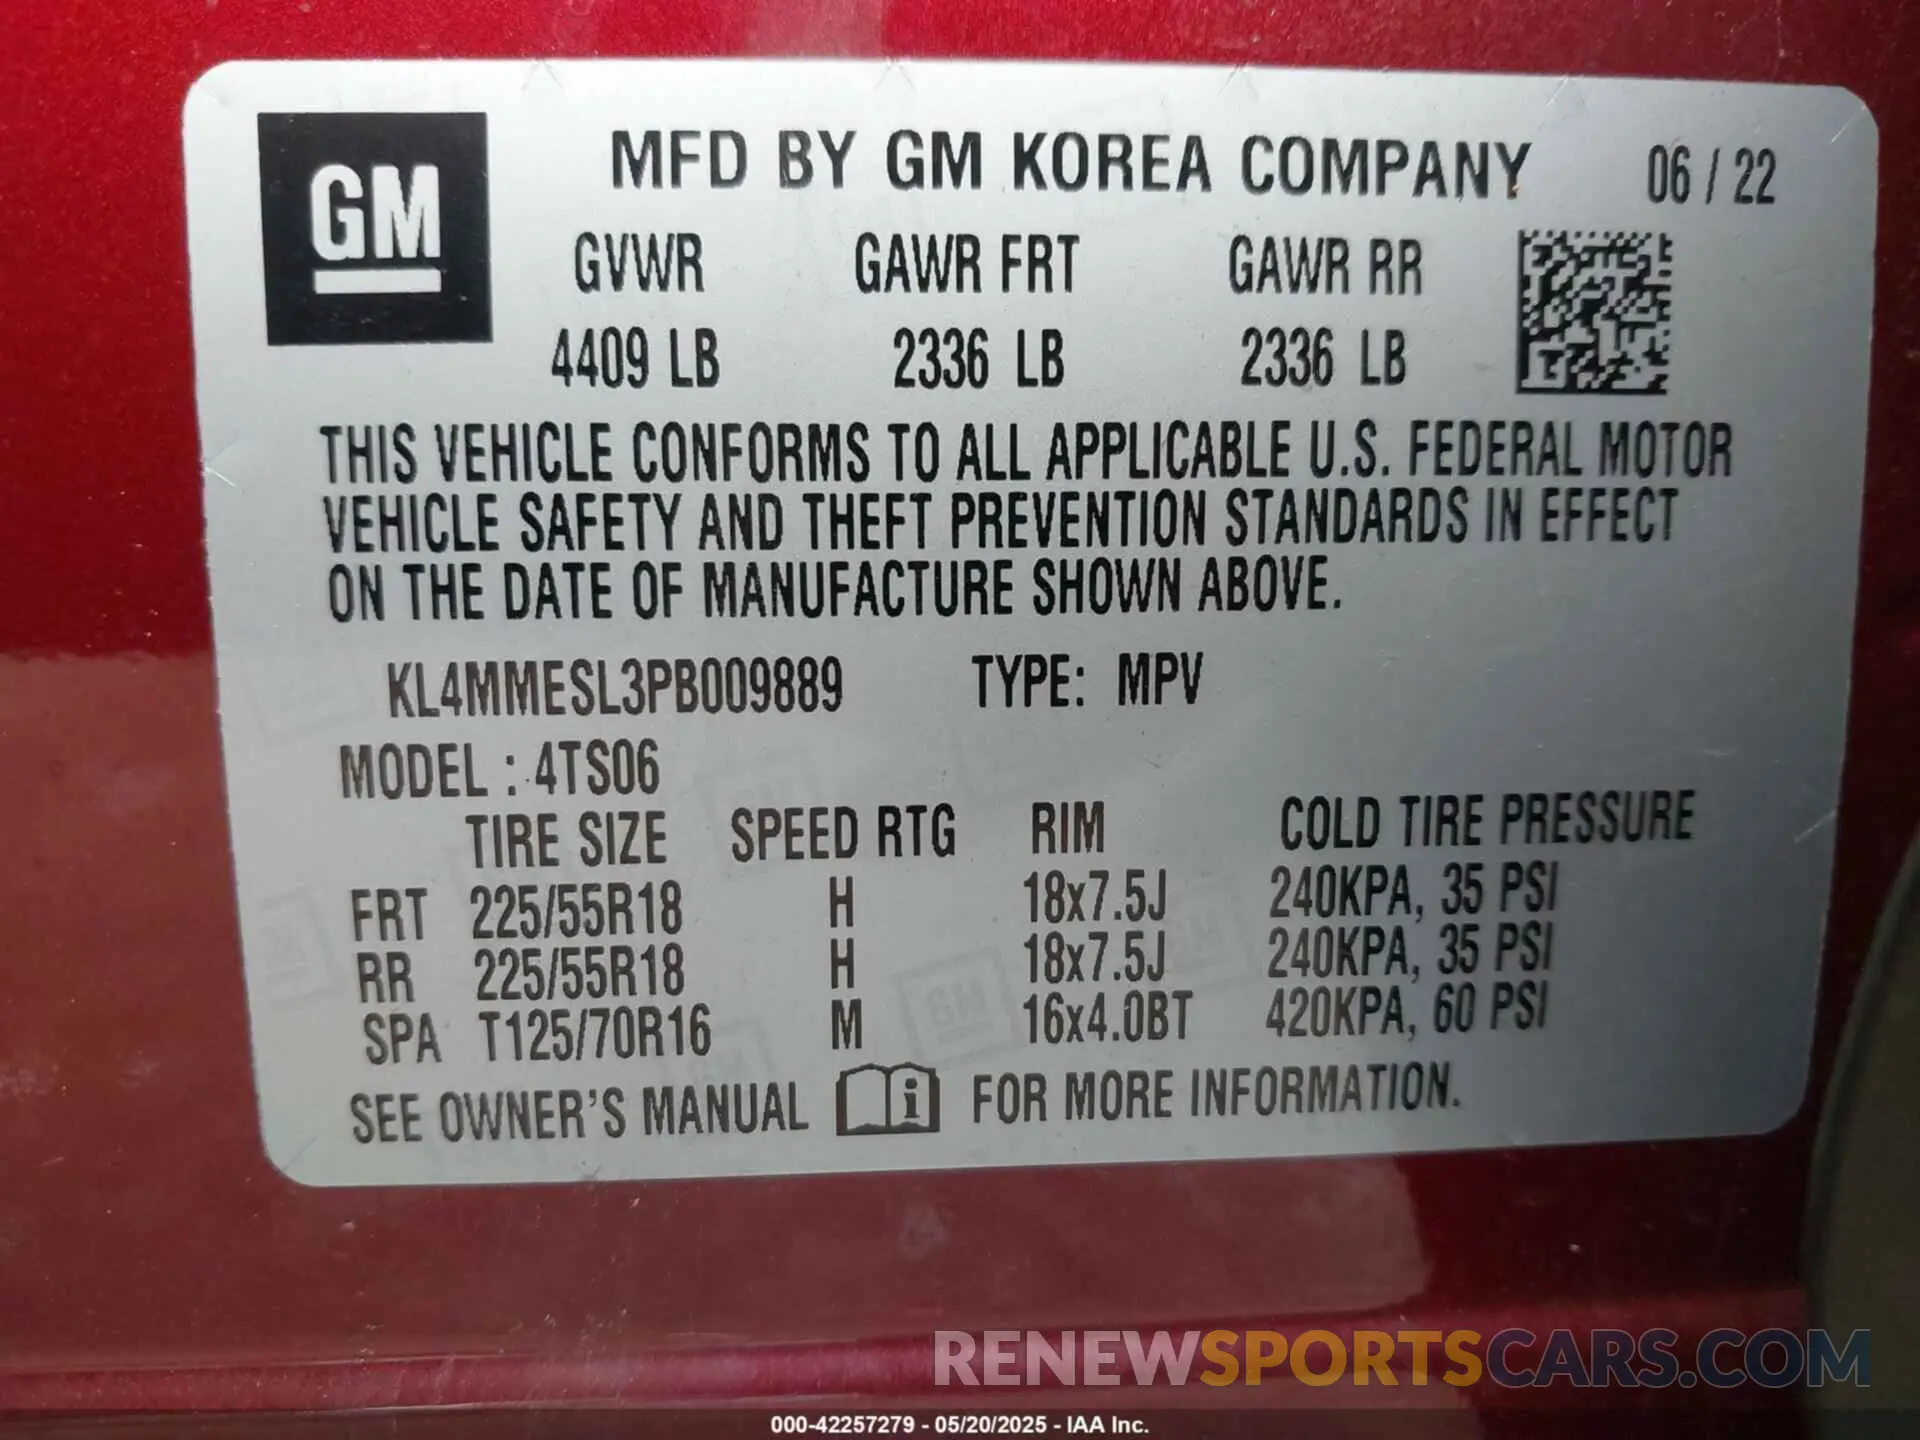 GM
MFD BY GM KOREA COMPANY 06 / 22
GVWR GAWR FRT GAWR RR
4409 LB 2336 LB 2336 LB
THIS VEHICLE CONFORMS TO ALL APPLICABLE U.S. FEDERAL MOTOR
VEHICLE SAFETY AND THEFT PREVENTION STANDARDS IN EFFECT
ON THE DATE OF MANUFACTURE SHOWN ABOVE.
KL4MMESL3PB009889 TYPE: MPV
MODEL : 4TS06
TIRE SIZE SPEED RTG RIM COLD TIRE PRESSURE
FRT 225/55R18 H 18x7.5J 240KPA, 35 PSI
RR 225/55R18 H 18x7.5J 240KPA, 35 PSI
SPA T125/70R16 M 16x4.0BT 420KPA, 60 PSI
SEE OWNER'S MANUAL i FOR MORE INFORMATION.
RENEWSPORTSCARS.COM
000-42257279 - 05/20/2025 - IAA Inc.